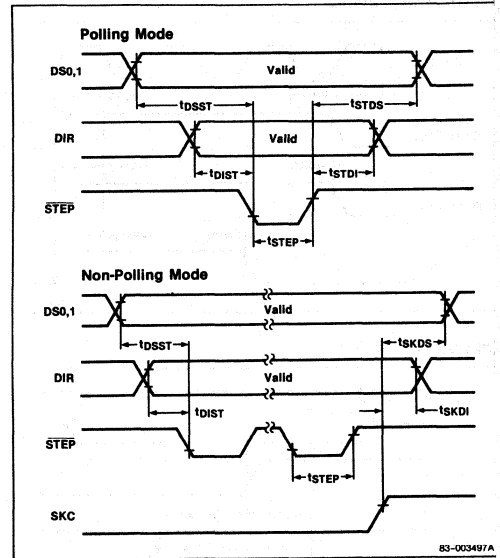 Polling Mode
DS0,1
Valid
tDSST
tSTDS
DIR
Valid
tDIST
tSTDI
STEP
tSTEP
Non-Polling Mode
DS0,1
Valid
tDSST
tSKDS
DIR
Valid
tDIST
tSKDI
STEP
tSTEP
SKC
83-003497A